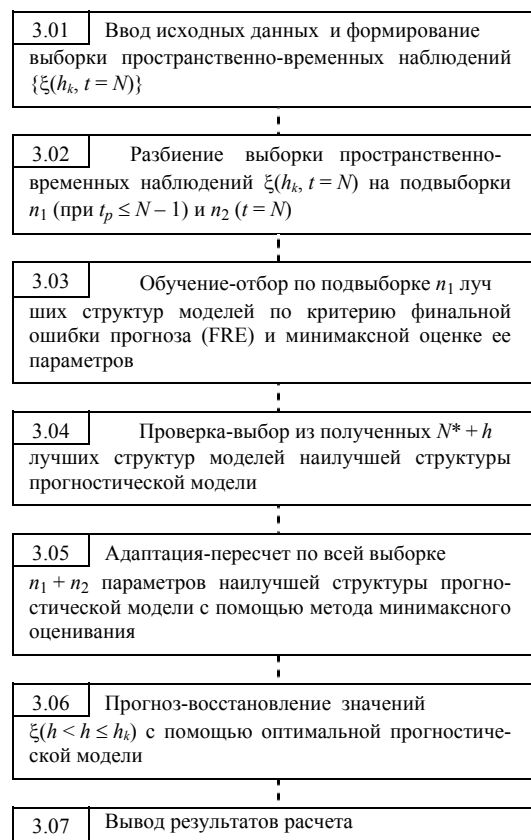 3.01 Ввод исходных данных и формирование
выборки пространственно-временных наблюдений
{ξ(hk, t = N)}
3.02 Разбиение выборки пространственно-
временных наблюдений ξ(hk, t = N) на подвыборки
n1 (при tp ≤ N – 1) и n2 (t = N)
3.03 Обучение-отбор по подвыборке n1 луч
ших структур моделей по критерию финальной
ошибки прогноза (FRE) и минимаксной оценке ее
параметров
3.04 Проверка-выбор из полученных N* + h
лучших структур моделей наилучшей структуры
прогностической модели
3.05 Адаптация-пересчет по всей выборке
n1 + n2 параметров наилучшей структуры прогно-
стической модели с помощью метода минимаксного
оценивания
3.06 Прогноз-восстановление значений
ξ(h < h ≤ hk) с помощью оптимальной прогностиче-
ской модели
3.07 Вывод результатов расчета